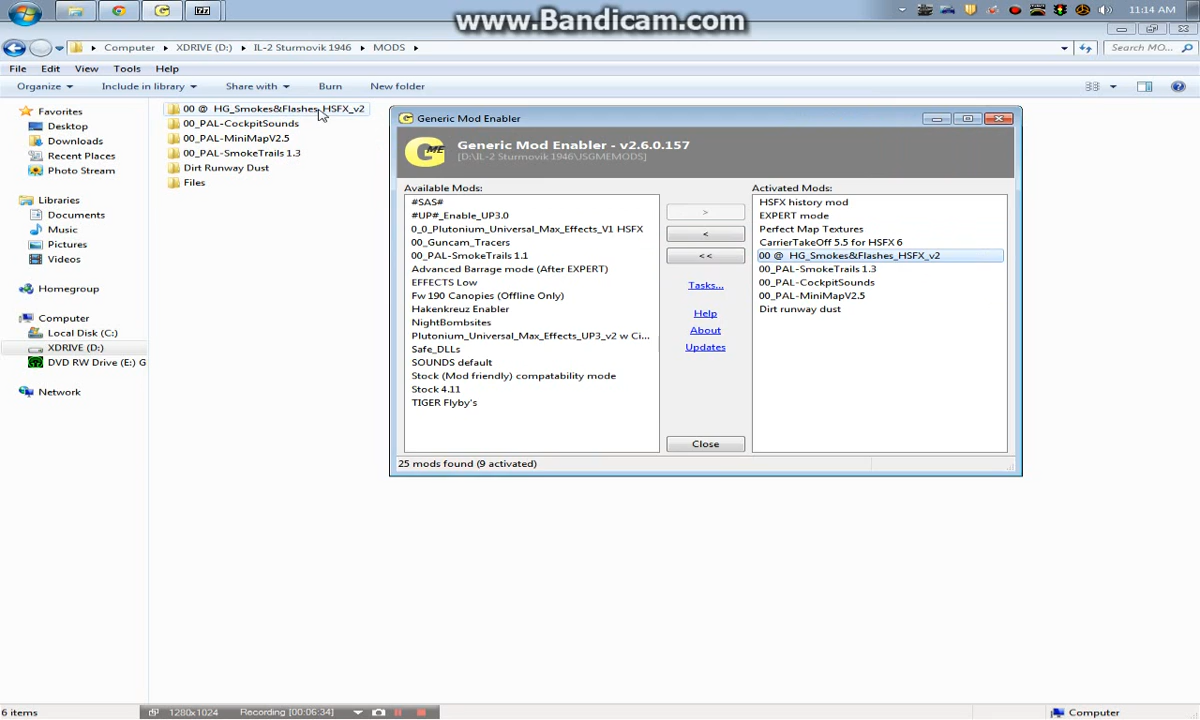 www.Bandicam.com
11:14 AM
Computer ▸ XDRIVE (D:) ▸ IL-2 Sturmovik 1946 ▸ MODS ▸
Search MO...
File Edit View Tools Help
Organize Include in library Share with Burn New folder
Favorites
Desktop
Downloads
Recent Places
Photo Stream
Libraries
Documents
Music
Pictures
Videos
Homegroup
Computer
Local Disk (C:)
XDRIVE (D:)
DVD RW Drive (E:) G
Network
00 @ HG_Smokes&Flashes_HSFX_v2
00_PAL-CockpitSounds
00_PAL-MiniMapV2.5
00_PAL-SmokeTrails 1.3
Dirt Runway Dust
Files
Generic Mod Enabler
GME
Generic Mod Enabler - v2.6.0.157
[D:\IL-2 Sturmovik 1946\JSGMEMODS]
Available Mods:
#SAS#
#UP#_Enable_UP3.0
0_0_Plutonium_Universal_Max_Effects_V1 HSFX
00_Guncam_Tracers
00_PAL-SmokeTrails 1.1
Advanced Barrage mode (After EXPERT)
EFFECTS Low
Fw 190 Canopies (Offline Only)
Hakenkreuz Enabler
NightBombsites
Plutonium_Universal_Max_Effects_UP3_v2 w Ci...
Safe_DLLs
SOUNDS default
Stock (Mod friendly) compatability mode
Stock 4.11
TIGER Flyby's
>
<
<<
Tasks...
Help
About
Updates
Close
Activated Mods:
HSFX history mod
EXPERT mode
Perfect Map Textures
CarrierTakeOff 5.5 for HSFX 6
00 @ HG_Smokes&Flashes_HSFX_v2
00_PAL-SmokeTrails 1.3
00_PAL-CockpitSounds
00_PAL-MiniMapV2.5
Dirt runway dust
25 mods found (9 activated)
6 items
1280x1024 Recording [00:06:34]
Computer